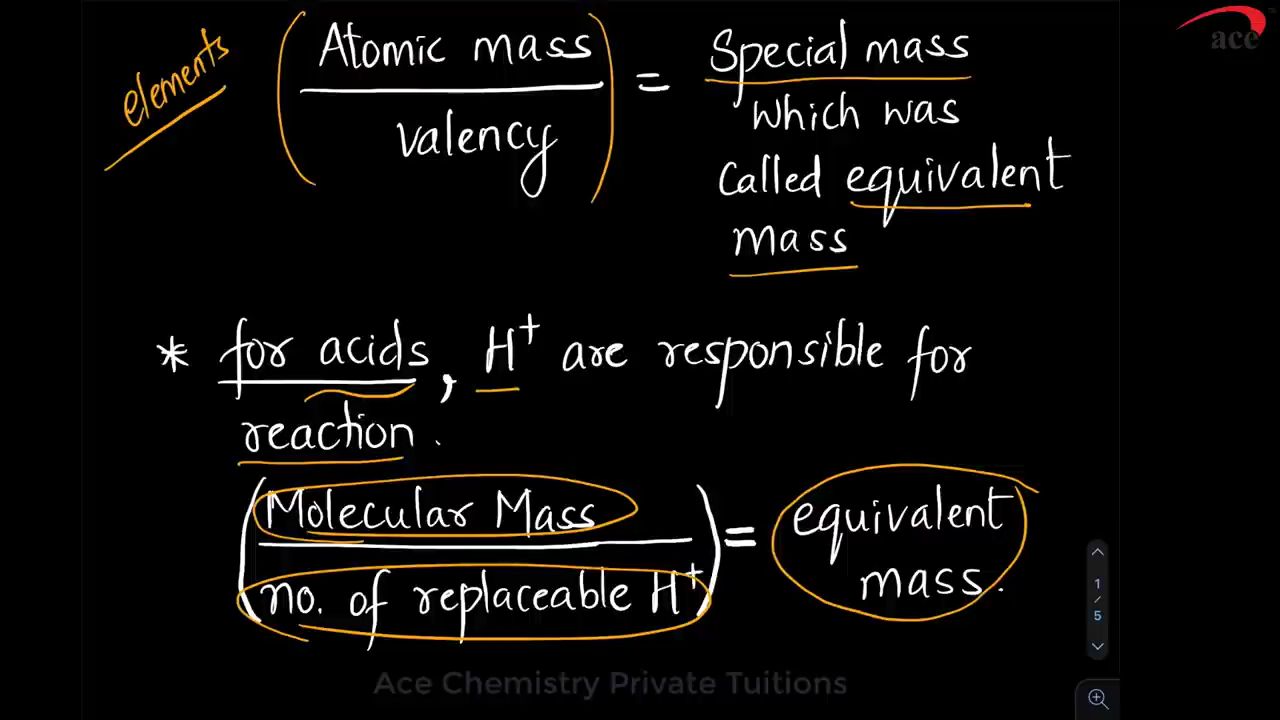 ace
elements
Atomic mass
valency
= Special mass
which was
called equivalent
mass
* for acids, H⁺ are responsible for
reaction.
(Molecular Mass
no. of replaceable H⁺) = equivalent
mass.
1
/
5
Ace Chemistry Private Tuitions